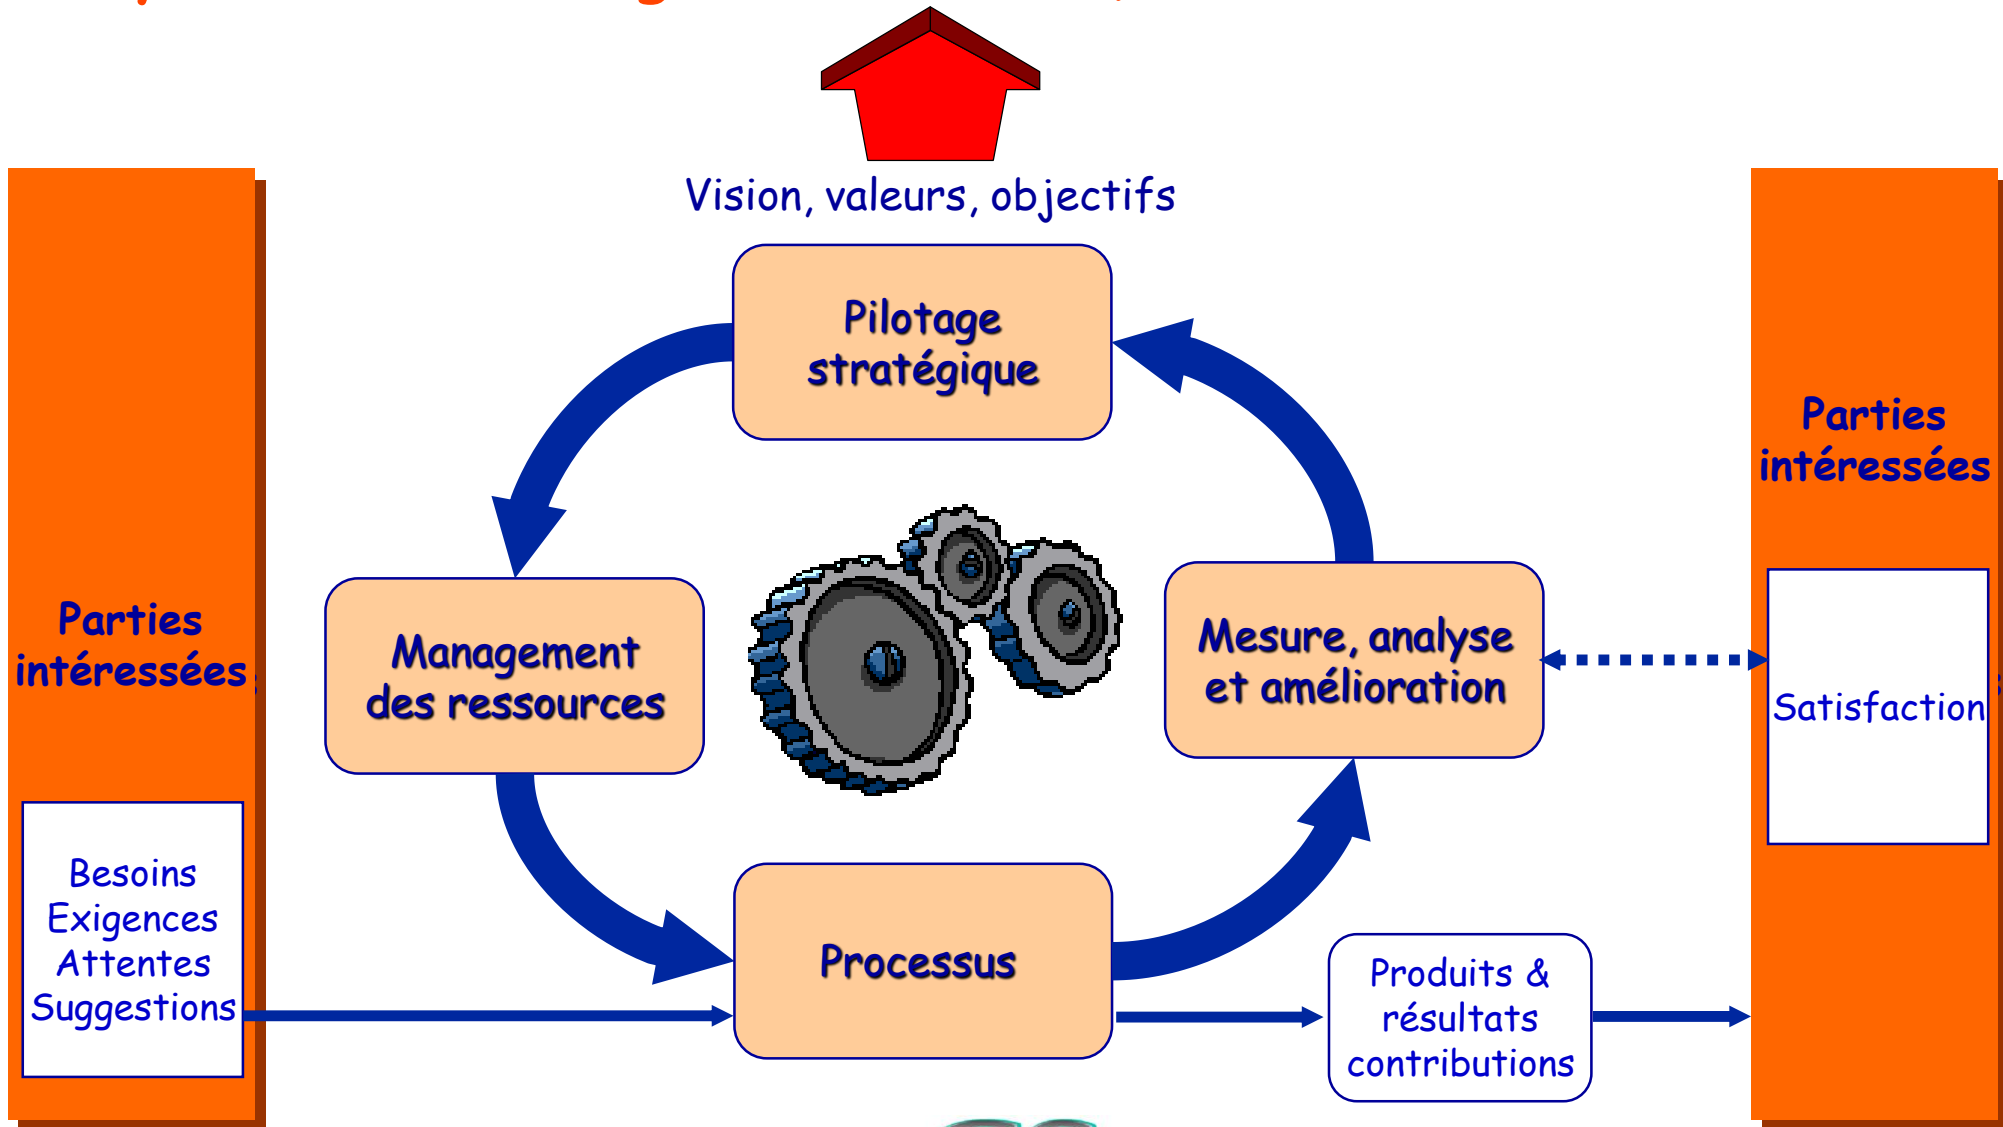 Vision, valeurs, objectifs
Pilotage
stratégique
Parties
intéressées
Besoins
Exigences
Attentes
Suggestions
Management
des ressources
Processus
Mesure, analyse
et amélioration
Produits &
résultats
contributions
Parties
intéressées
Satisfaction